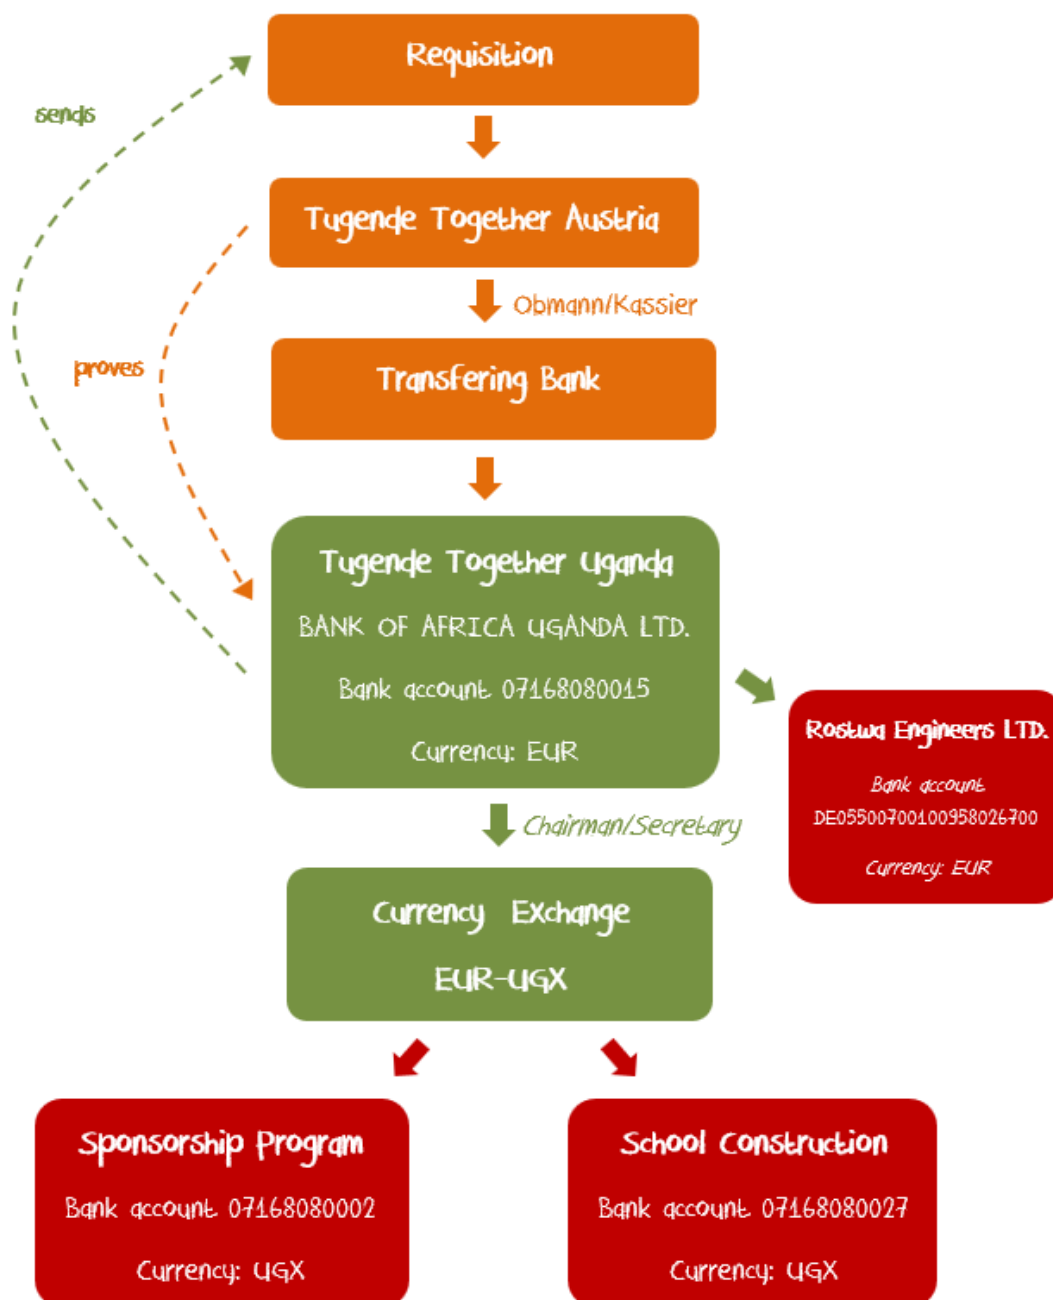 Requisition
sends
Tugende Together Austria
Obmann/Kassier
proves
Transfering Bank
Tugende Together Uganda
BANK OF AFRICA UGANDA LTD.
Bank account 07168080015
Currency: EUR
Rostwa Engineers LTD.
Bank account
DE05500700100958026700
Currency: EUR
Chairman/Secretary
Currency Exchange
EUR-UGX
Sponsorship Program
Bank account 07168080002
Currency: UGX
School Construction
Bank account 07168080027
Currency: UGX